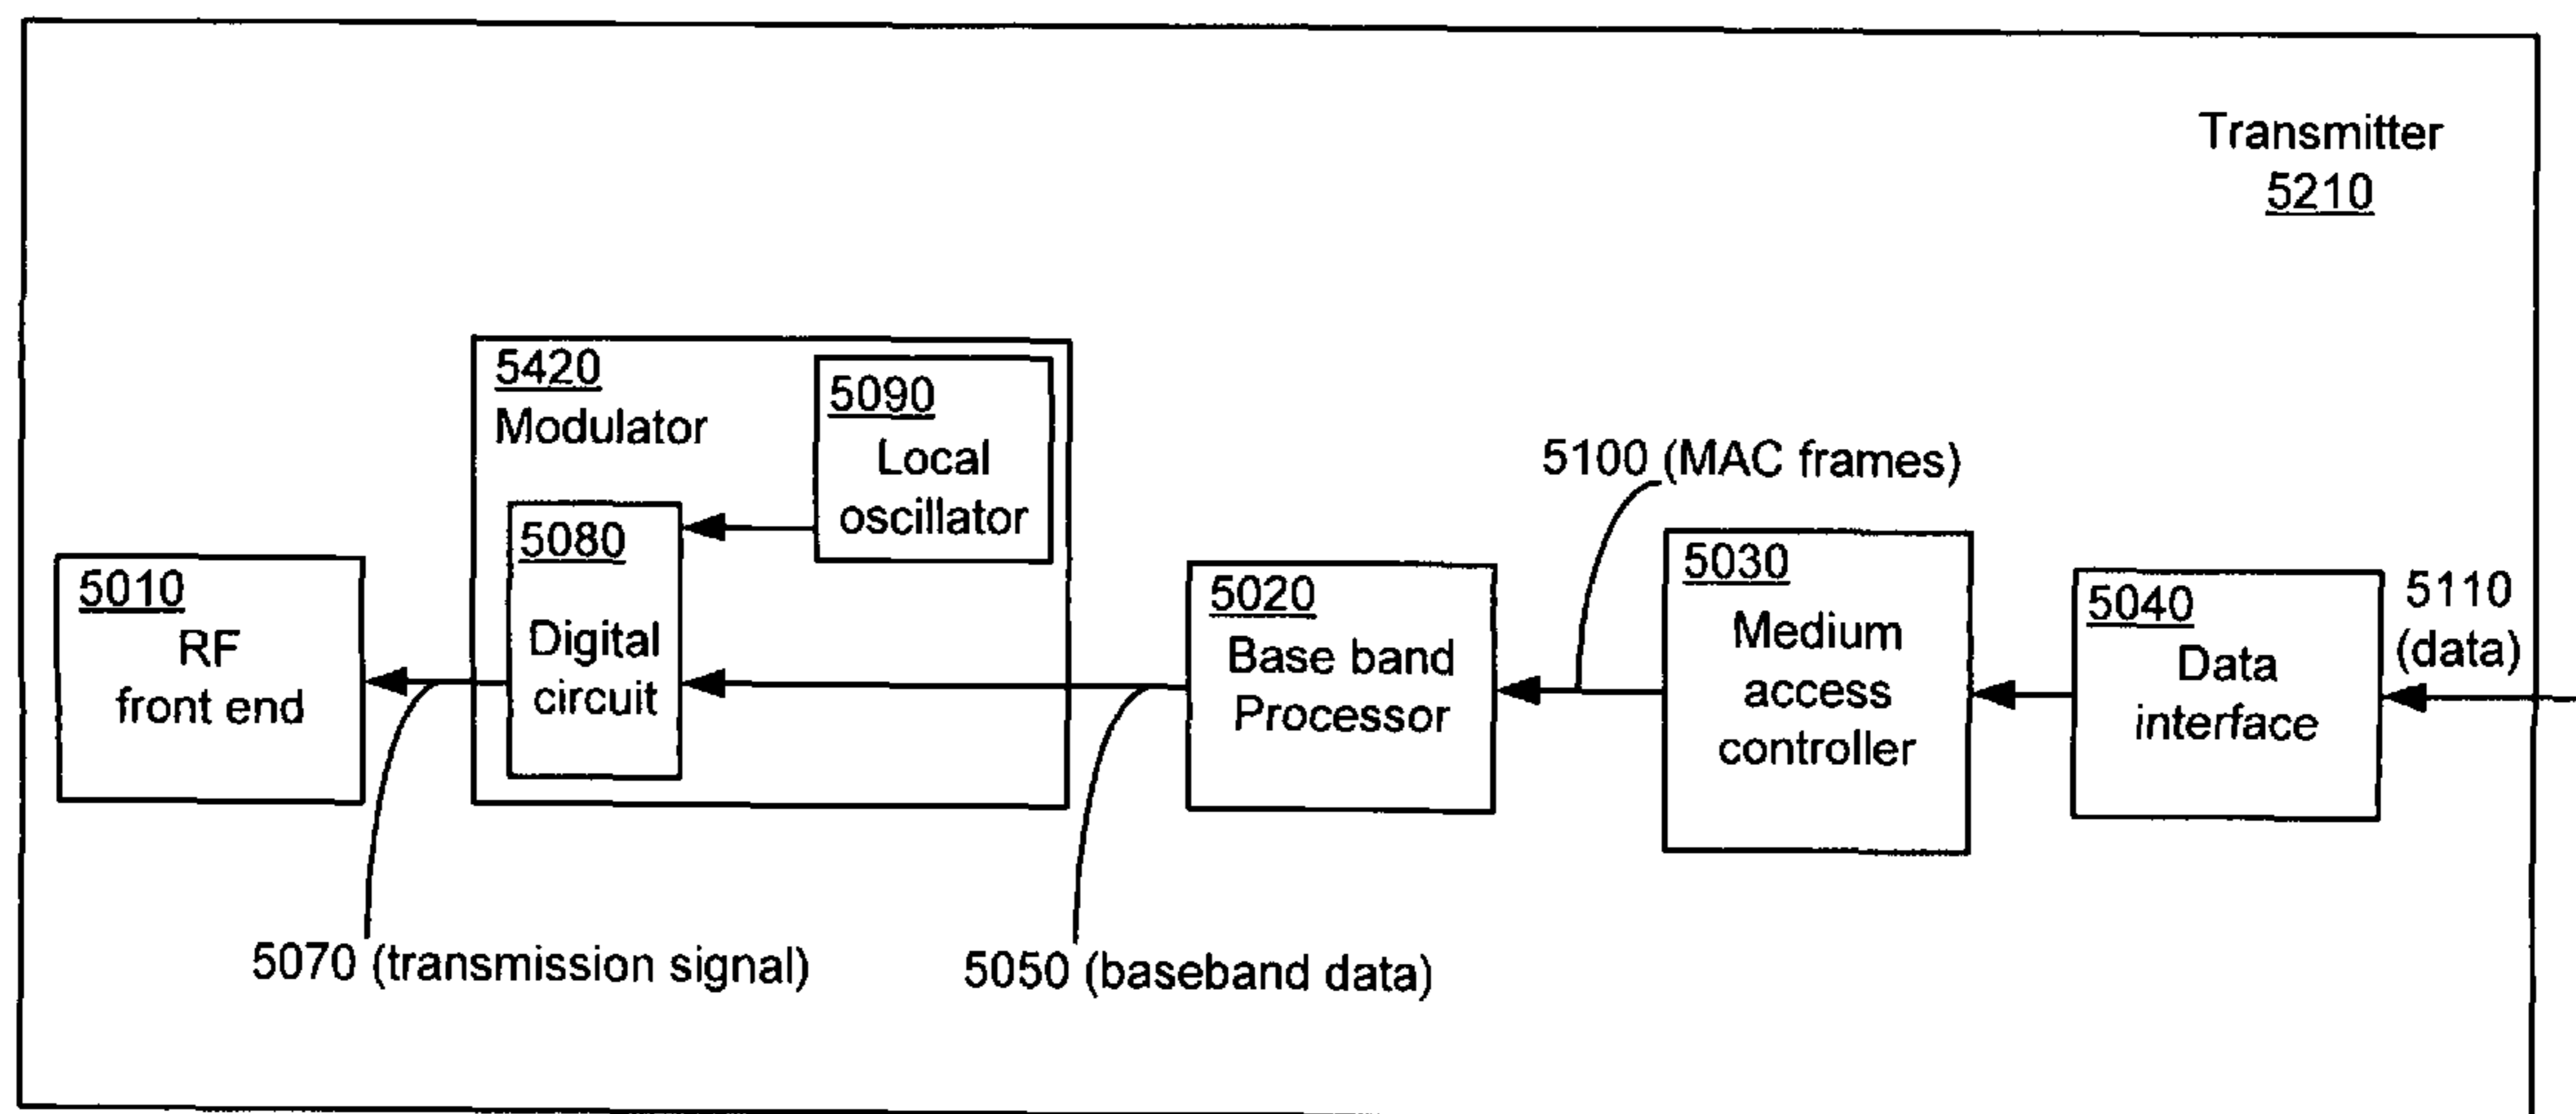 Transmitter
5210
5420
Modulator
5090
Local
oscillator
5080
Digital
circuit
5010
RF
front end
5070 (transmission signal)
5050 (baseband data)
5020
Base band
Processor
5100 (MAC frames)
5030
Medium
access
controller
5040
Data
interface
5110
(data)